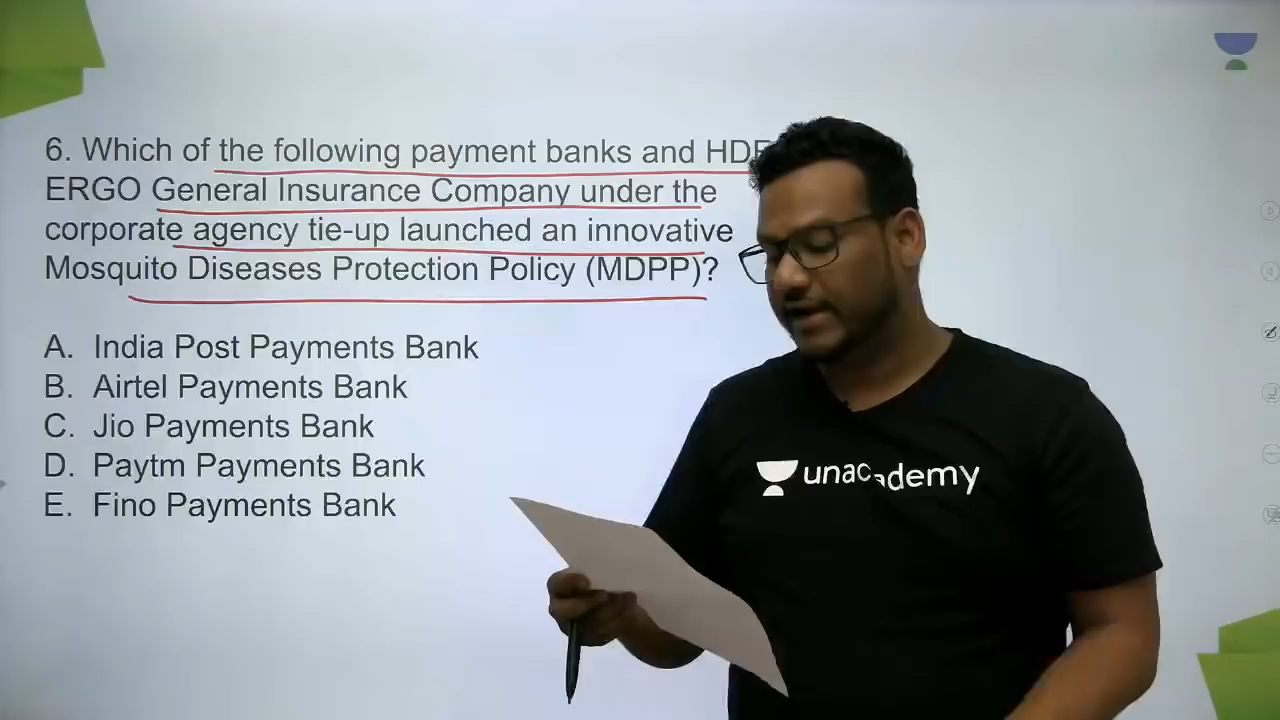 6. Which of the following payment banks and
ERGO General Insurance Company under the
corporate agency tie-up launched an innovative
Mosquito Diseases Protection Policy (MDPP)?
A. India Post Payments Bank
B. Airtel Payments Bank
C. Jio Payments Bank
D. Paytm Payments Bank
E. Fino Payments Bank
unacademy